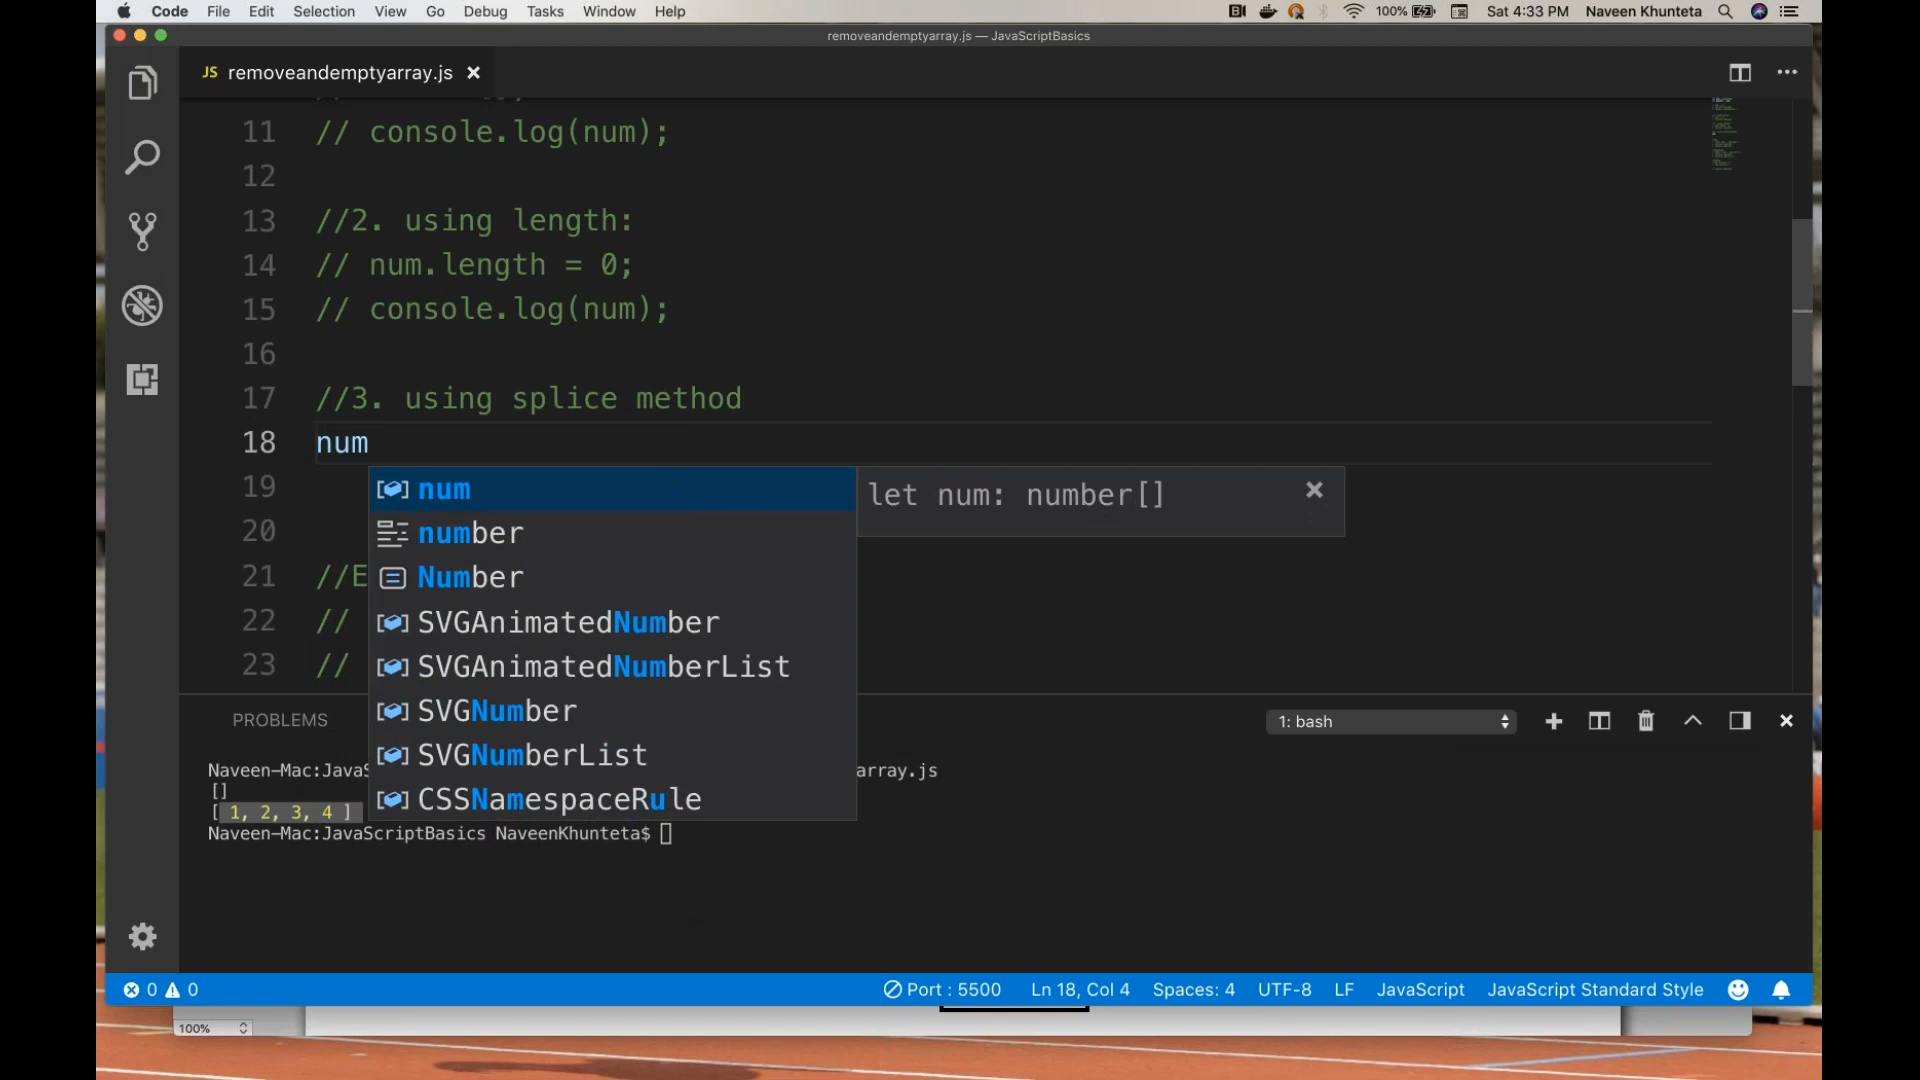 Code File Edit Selection View Go Debug Tasks Window Help 100% Sat 4:33 PM Naveen Khunteta
removeandemptyarray.js — JavaScriptBasics
JS removeandemptyarray.js
11 // console.log(num);
12
13 //2. using length:
14 // num.length = 0;
15 // console.log(num);
16
17 //3. using splice method
18 num
num let num: number[]
19
number
20
21 //E
Number
22 //
SVGAnimatedNumber
23 //
SVGAnimatedNumberList
SVGNumber
PROBLEMS 1: bash
SVGNumberList
Naveen-Mac:JavaS array.js
[]
CSSNamespaceRule
[ 1, 2, 3, 4 ]
Naveen-Mac:JavaScriptBasics NaveenKhunteta$
0 0 Port : 5500 Ln 18, Col 4 Spaces: 4 UTF-8 LF JavaScript JavaScript Standard Style
100%